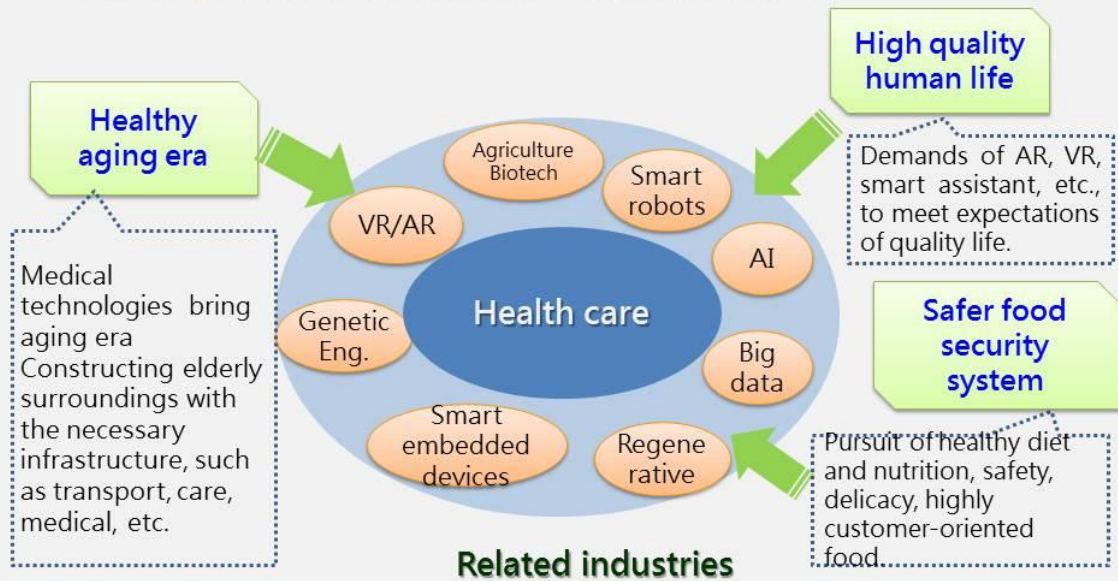 Healthy
aging era
Medical
technologies bring
aging era
Constructing elderly
surroundings with
the necessary
infrastructure, such
as transport, care,
medical, etc.
High quality
human life
Demands of AR, VR,
smart assistant, etc.,
to meet expectations
of quality life.
Safer food
security
system
Pursuit of healthy diet
and nutrition, safety,
delicacy, highly
customer-oriented
food.
Agriculture
Biotech
Smart
robots
VR/AR
AI
Health care
Genetic
Eng.
Big
data
Smart
embedded
devices
Regene
rative
Related industries